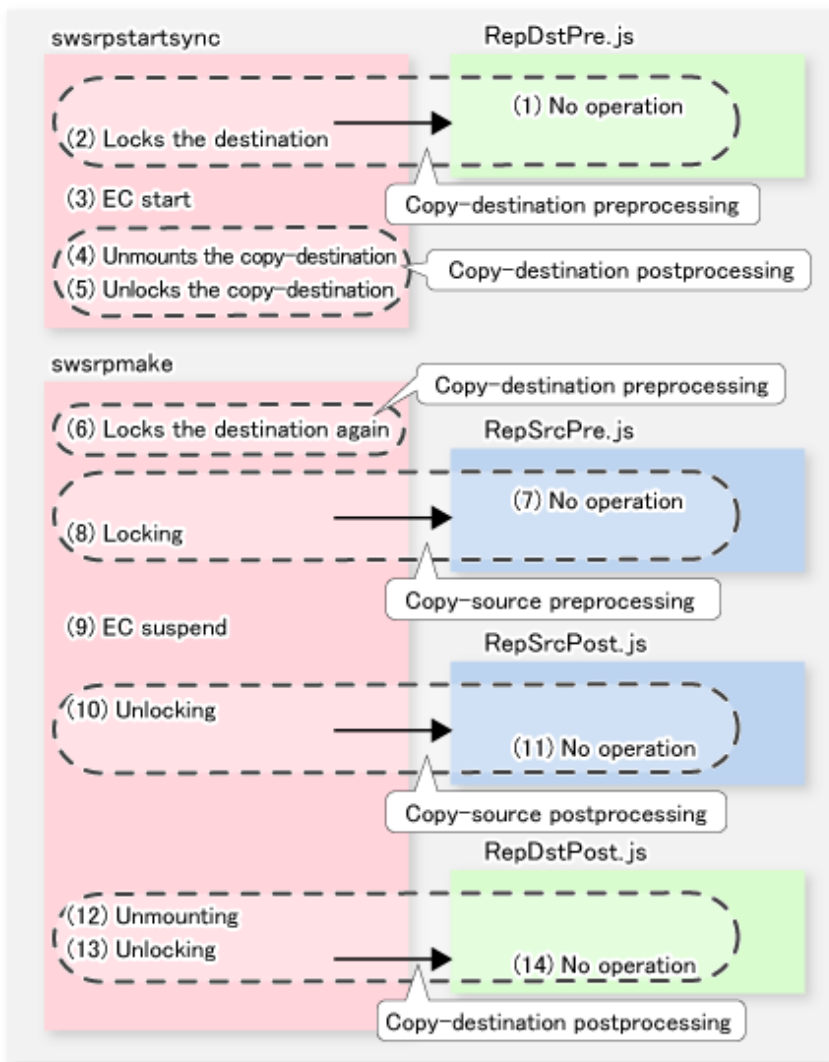 swsrpstartsync
RepDstPre.js
(1) No operation
(2) Locks the destination
(3) EC start
Copy-destination preprocessing
(4) Unmounts the copy-destination
(5) Unlocks the copy-destination
Copy-destination postprocessing
swsrpmake
Copy-destination preprocessing
(6) Locks the destination again
RepSrcPre.js
(7) No operation
(8) Locking
Copy-source preprocessing
(9) EC suspend
RepSrcPost.js
(10) Unlocking
(11) No operation
Copy-source postprocessing
RepDstPost.js
(12) Unmounting
(13) Unlocking
(14) No operation
Copy-destination postprocessing